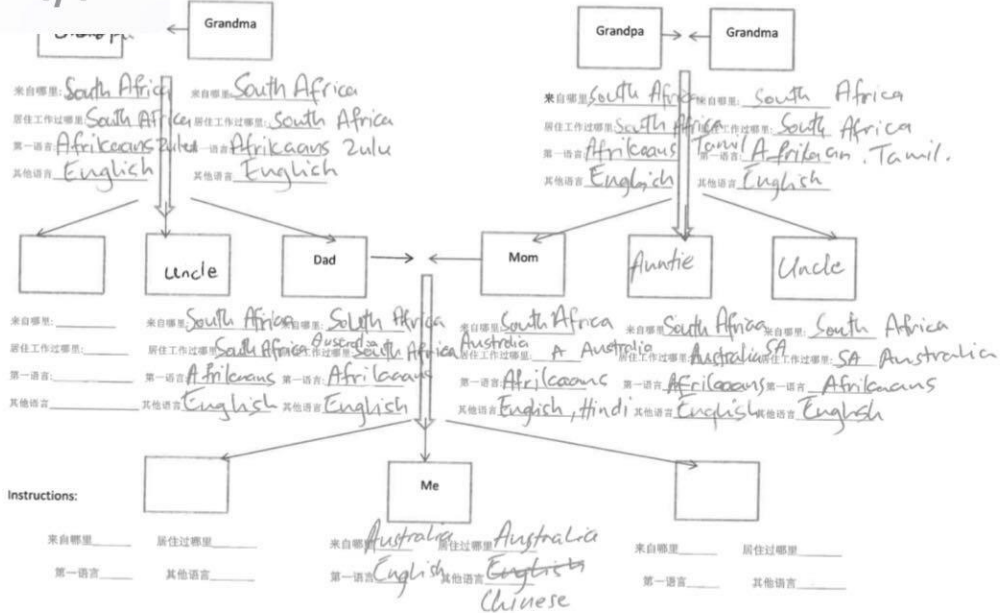 Grandpa Grandma Grandpa Grandma
来自哪里: South Africa 来自哪里: South Africa 来自哪里: South Africa 来自哪里: South Africa
居住工作过哪里: South Africa 居住工作过哪里: South Africa 居住工作过哪里: South Africa 居住工作过哪里: South Africa
第一语言: Afrikaans Zulu 第一语言: Afrikaans Zulu 第一语言: Afrikaans Tamil 第一语言: Afrikaan. Tamil.
其他语言 English 其他语言 English 其他语言 English 其他语言 English
Uncle Dad Mom Auntie Uncle
来自哪里: 来自哪里: South Africa 来自哪里: South Africa 来自哪里: South Africa 来自哪里: South Africa 来自哪里: South Africa
居住工作过哪里: 居住工作过哪里: South Africa Australia 居住工作过哪里: South Africa Australia 居住工作过哪里: A Australia 居住工作过哪里: Australia SA 居住工作过哪里: SA Australia
第一语言: 第一语言: Afrikaans 第一语言: Afrikaans 第一语言: Afrikaans 第一语言: Afrikaans 第一语言: Afrikaans
其他语言 其他语言 English 其他语言 English 其他语言 English, Hindi 其他语言 English 其他语言 English
Me
Instructions:
来自哪里 居住过哪里 来自哪里 Australia 居住过哪里 Australia 来自哪里 居住过哪里
第一语言 其他语言 第一语言 English 其他语言 English 第一语言 其他语言
Chinese